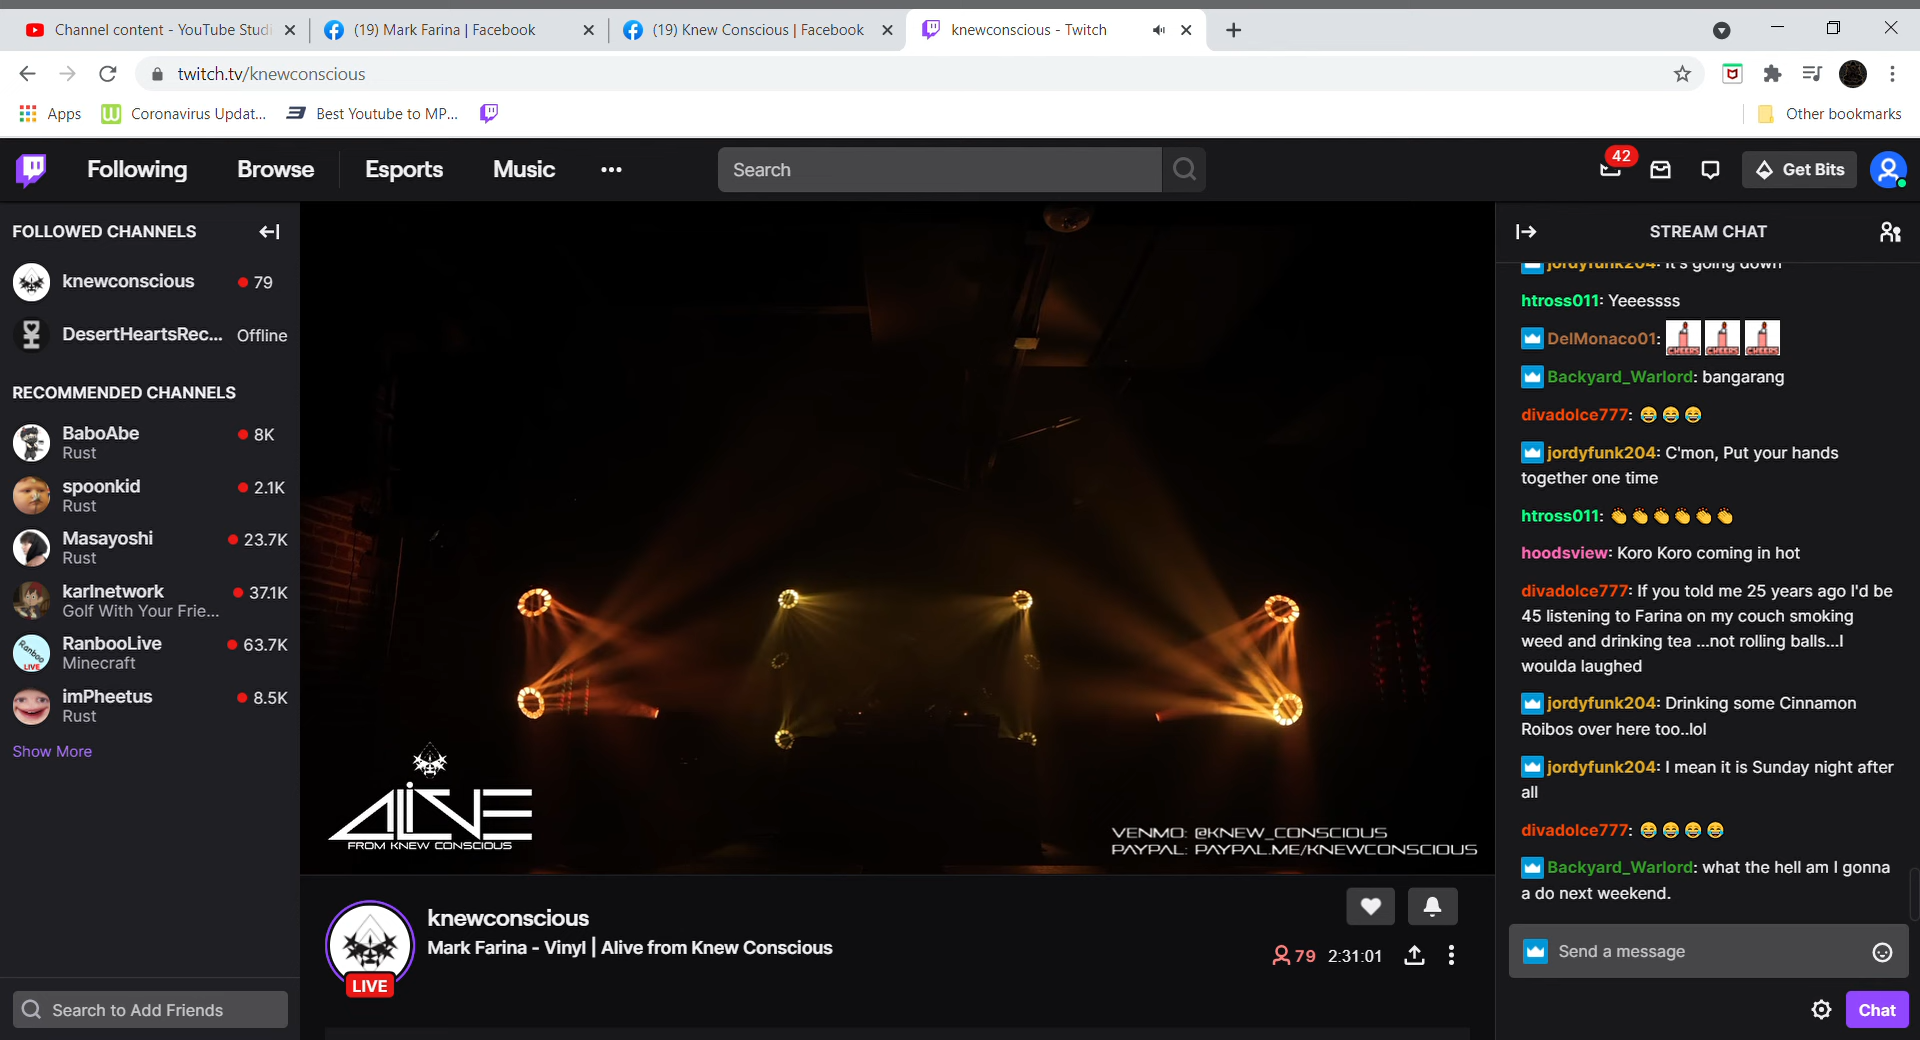 Channel content - YouTube Studi
(19) Mark Farina | Facebook
(19) Knew Conscious | Facebook
knewconscious - Twitch
twitch.tv/knewconscious
Apps
Coronavirus Updat...
Best Youtube to MP...
Other bookmarks
Following
Browse
Esports
Music
Search
42
Get Bits
FOLLOWED CHANNELS
knewconscious 79
DesertHeartsRec... Offline
RECOMMENDED CHANNELS
BaboAbe 8K
Rust
spoonkid 2.1K
Rust
Masayoshi 23.7K
Rust
karlnetwork 37.1K
Golf With Your Frie...
RanbooLive 63.7K
Minecraft
imPheetus 8.5K
Rust
Show More
Search to Add Friends
ALIVE
FROM KNEW CONSCIOUS
VENMO: @KNEW_CONSCIOUS
PAYPAL: PAYPAL.ME/KNEWCONSCIOUS
LIVE
knewconscious
Mark Farina - Vinyl | Alive from Knew Conscious
79 2:31:01
STREAM CHAT
jordyfunk204: It's going down
htross011: Yeeessss
DelMonaco01: CHEERS CHEERS CHEERS
Backyard_Warlord: bangarang
divadolce777: 😂 😂 😂
jordyfunk204: C'mon, Put your hands
together one time
htross011: 👏 👏 👏 👏 👏 👏
hoodsview: Koro Koro coming in hot
divadolce777: If you told me 25 years ago I'd be
45 listening to Farina on my couch smoking
weed and drinking tea ...not rolling balls...I
woulda laughed
jordyfunk204: Drinking some Cinnamon
Roibos over here too..lol
jordyfunk204: I mean it is Sunday night after
all
divadolce777: 😂 😂 😂 😂
Backyard_Warlord: what the hell am I gonna
a do next weekend.
Send a message
Chat